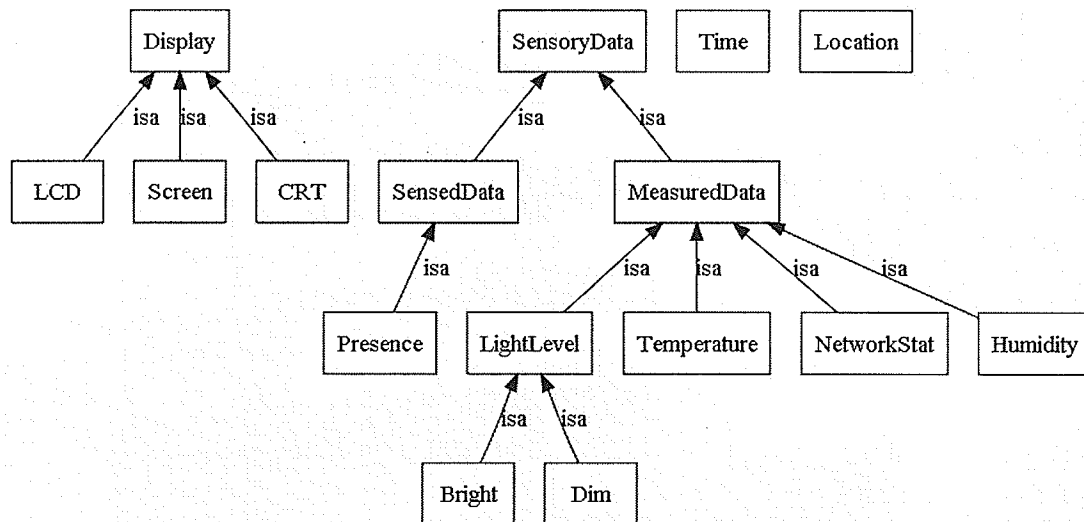 Display
SensoryData
Time
Location
isa
isa
isa
isa
isa
LCD
Screen
CRT
SensedData
MeasuredData
isa
isa
isa
isa
isa
Presence
LightLevel
Temperature
NetworkStat
Humidity
isa
isa
Bright
Dim